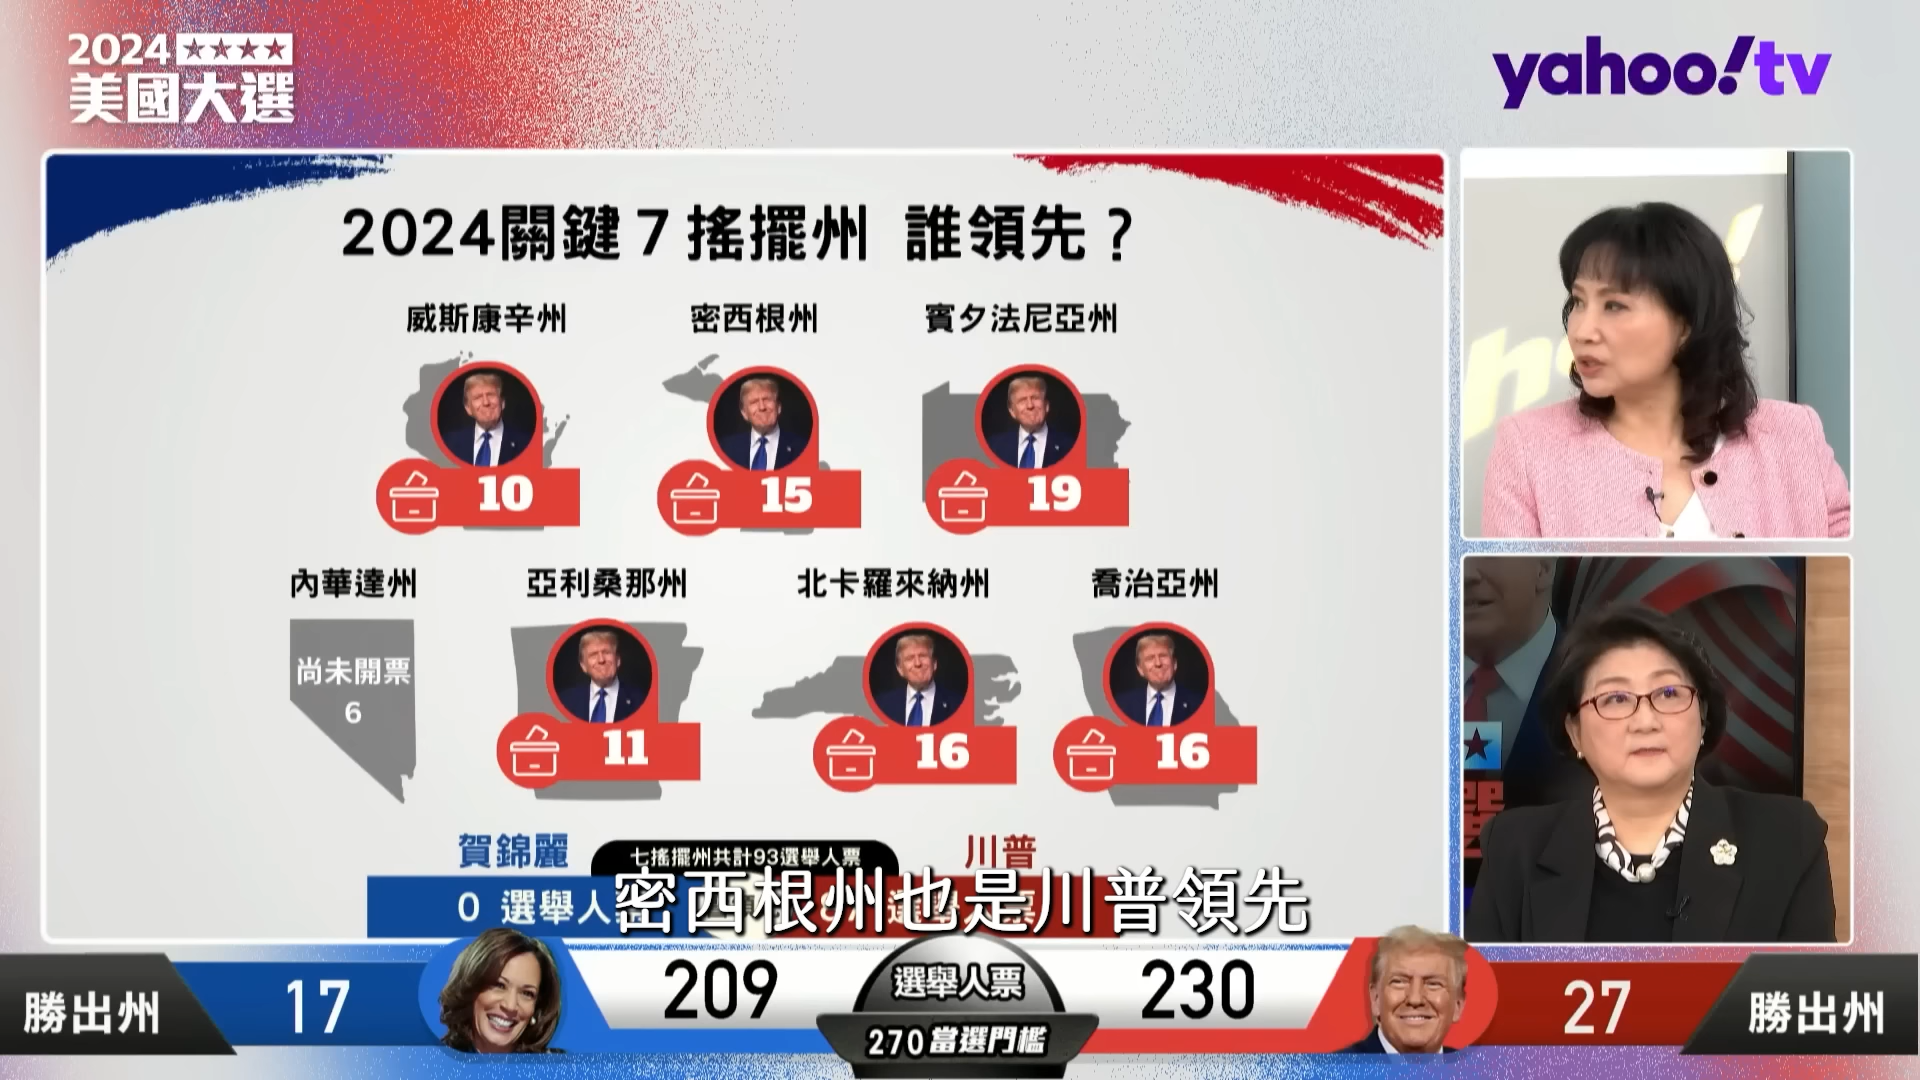 2024
美國大選
yahoo!tv
2024關鍵7搖擺州 誰領先?
威斯康辛州
密西根州
賓夕法尼亞州
10
15
19
內華達州
亞利桑那州
北卡羅來納州
喬治亞州
尚未開票
6
11
16
16
賀錦麗
七搖擺州共計93選舉人票
川普
0 選舉人
密西根州也是川普領先
勝出州
17
209
選舉人票
270當選門檻
230
27
勝出州